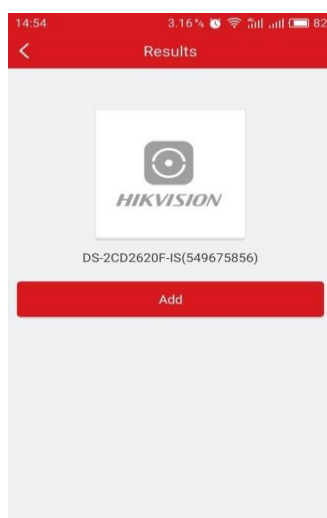 14:54
3.16% 82
Results
HIKVISION
DS-2CD2620F-IS(549675856)
Add